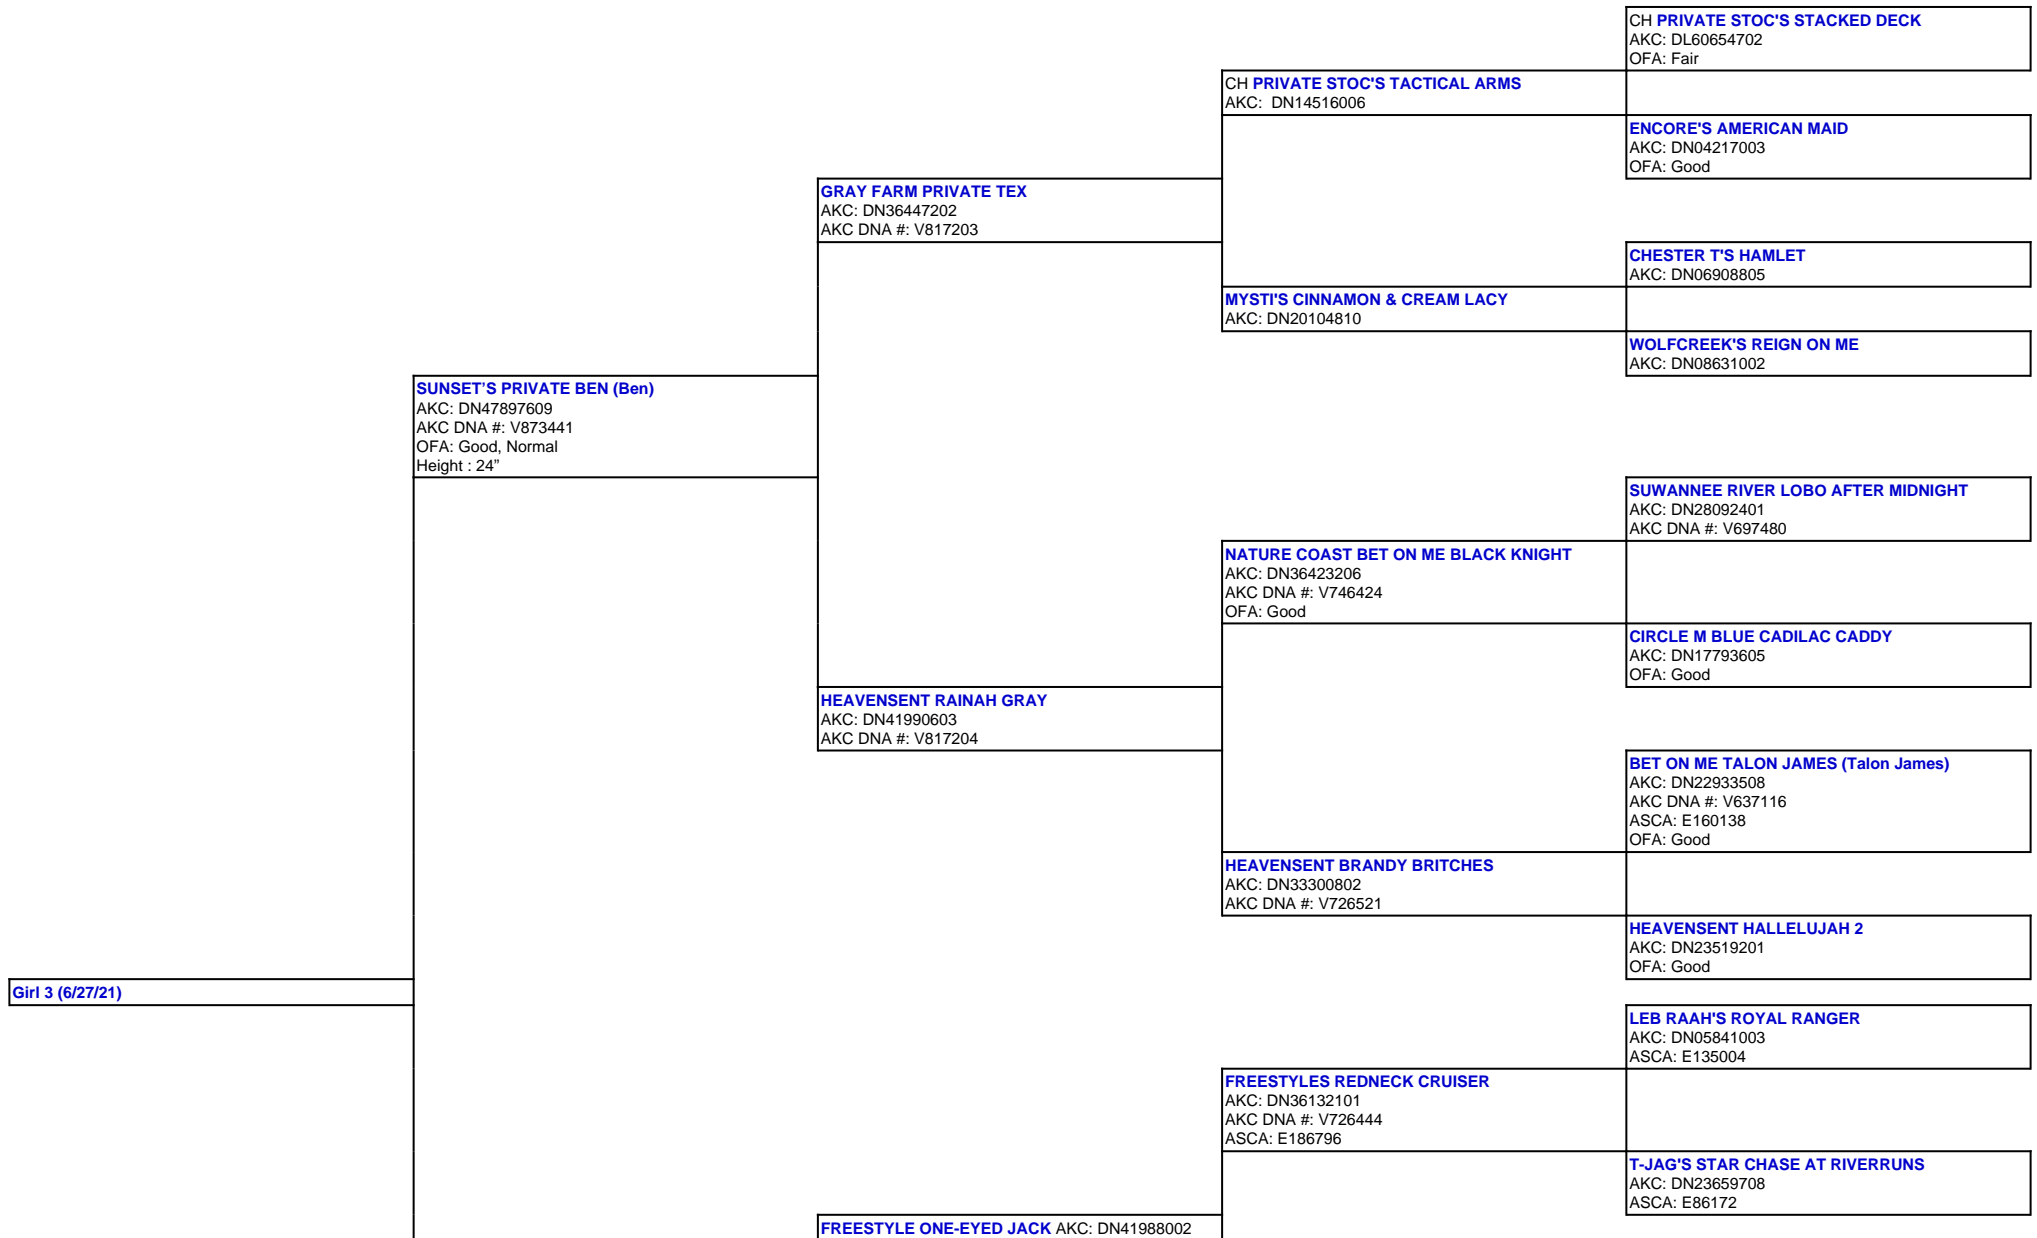 CH PRIVATE STOC'S STACKED DECK
AKC: DL60654702
OFA: Fair
CH PRIVATE STOC'S TACTICAL ARMS
AKC:  DN14516006
ENCORE'S AMERICAN MAID
AKC: DN04217003
OFA: Good
GRAY FARM PRIVATE TEX
AKC: DN36447202
AKC DNA #: V817203
CHESTER T'S HAMLET
AKC: DN06908805
MYSTI'S CINNAMON & CREAM LACY
AKC: DN20104810
WOLFCREEK'S REIGN ON ME
AKC: DN08631002
SUNSET’S PRIVATE BEN (Ben)
AKC: DN47897609
AKC DNA #: V873441
OFA: Good, Normal
Height : 24”
SUWANNEE RIVER LOBO AFTER MIDNIGHT
AKC: DN28092401
AKC DNA #: V697480
NATURE COAST BET ON ME BLACK KNIGHT
AKC: DN36423206
AKC DNA #: V746424
OFA: Good
CIRCLE M BLUE CADILAC CADDY
AKC: DN17793605
OFA: Good
HEAVENSENT RAINAH GRAY
AKC: DN41990603
AKC DNA #: V817204
BET ON ME TALON JAMES (Talon James)
AKC: DN22933508
AKC DNA #: V637116
ASCA: E160138
OFA: Good
HEAVENSENT BRANDY BRITCHES
AKC: DN33300802
AKC DNA #: V726521
HEAVENSENT HALLELUJAH 2
AKC: DN23519201
OFA: Good
Girl 3 (6/27/21)
LEB RAAH'S ROYAL RANGER
AKC: DN05841003
ASCA: E135004
FREESTYLES REDNECK CRUISER
AKC: DN36132101
AKC DNA #: V726444
ASCA: E186796
T-JAG'S STAR CHASE AT RIVERRUNS
AKC: DN23659708
ASCA: E86172
FREESTYLE ONE-EYED JACK AKC: DN41988002